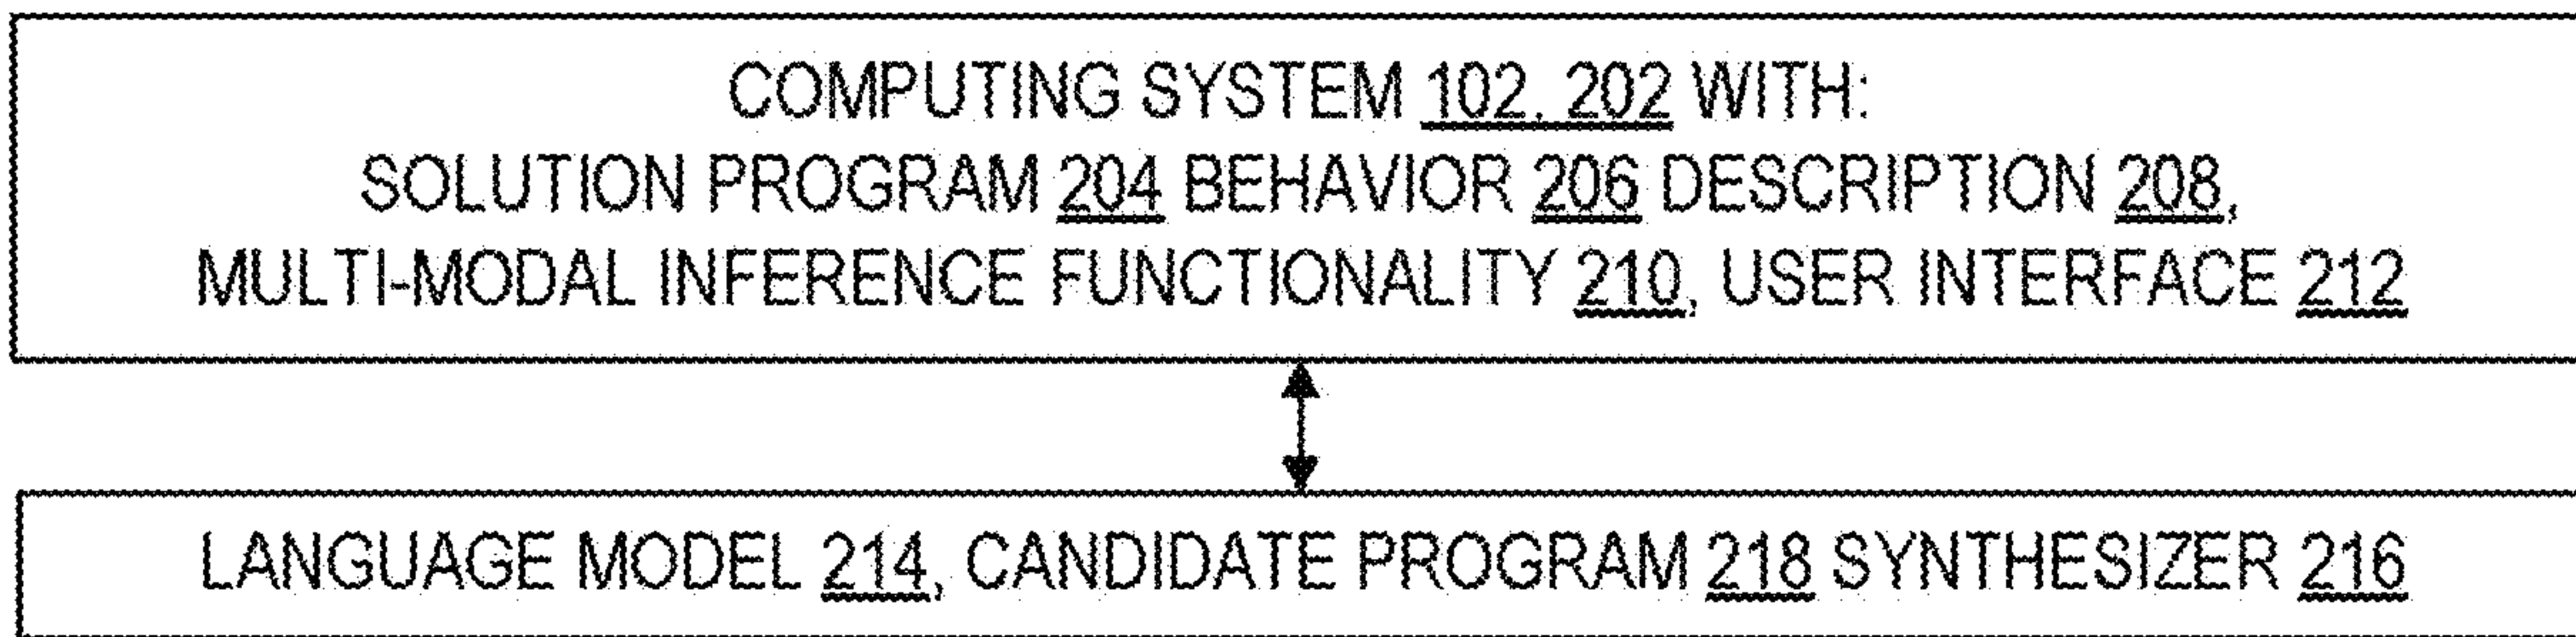 COMPUTING SYSTEM 102, 202 WITH:
SOLUTION PROGRAM 204 BEHAVIOR 206 DESCRIPTION 208,
MULTI-MODAL INFERENCE FUNCTIONALITY 210, USER INTERFACE 212
LANGUAGE MODEL 214, CANDIDATE PROGRAM 218 SYNTHESIZER 216